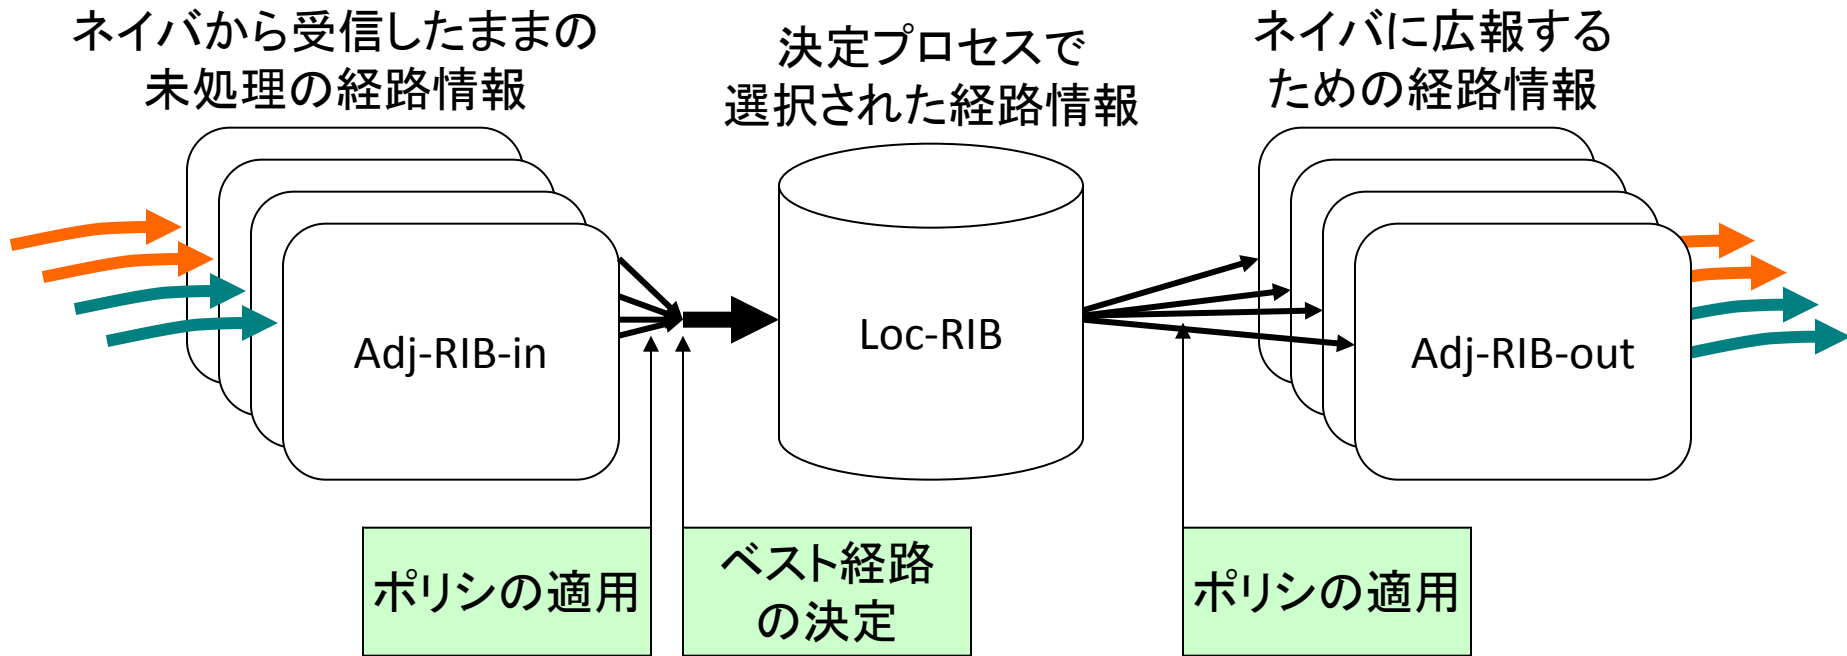 ネイバから受信したままの
未処理の経路情報
決定プロセスで
選択された経路情報
ネイバに広報する
ための経路情報
Adj-RIB-in
Loc-RIB
Adj-RIB-out
ポリシの適用
ベスト経路
の決定
ポリシの適用